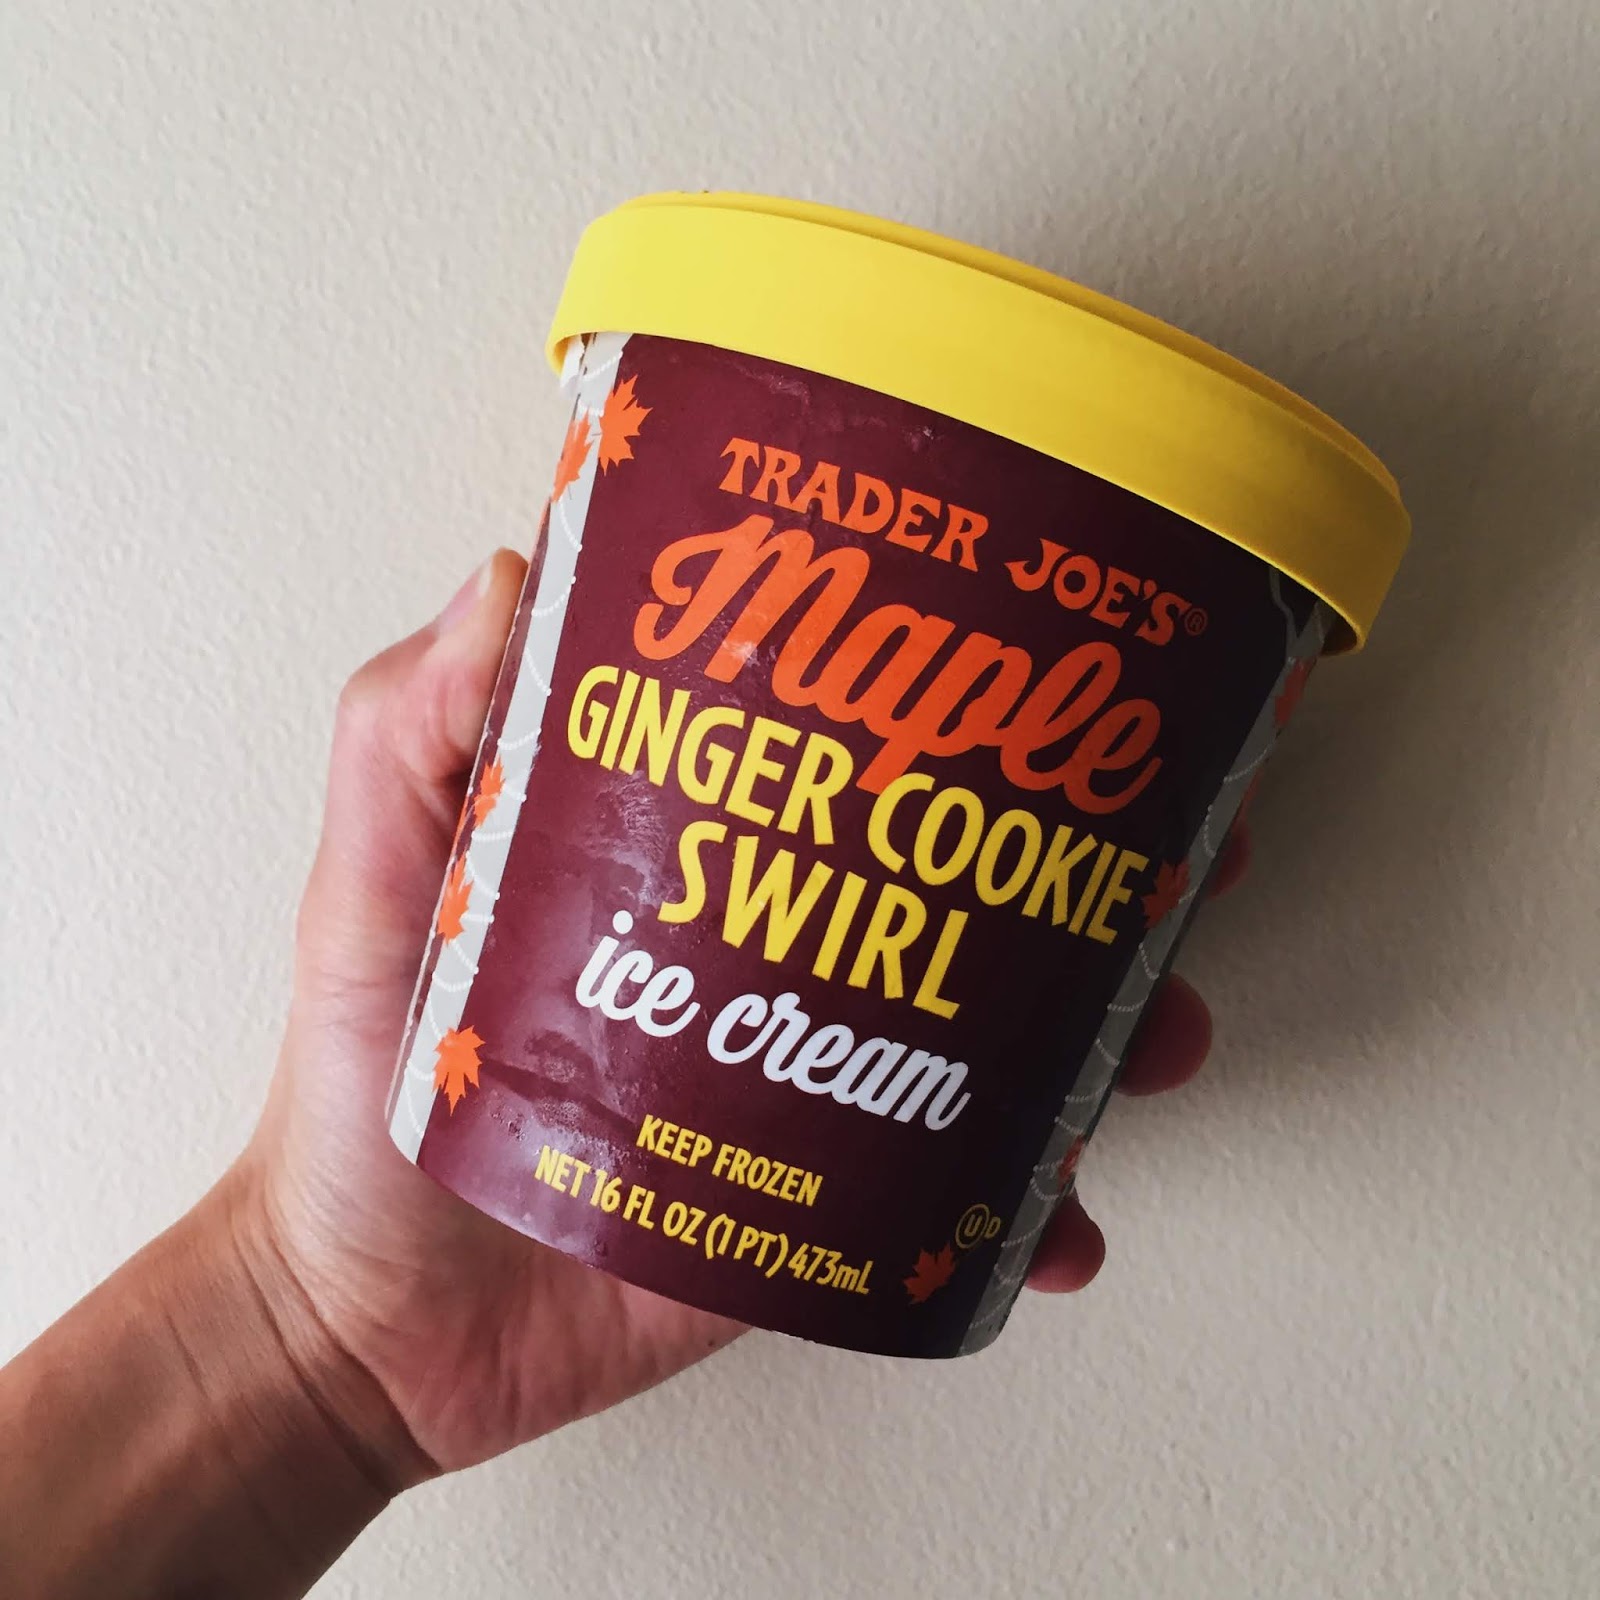 TRADER JOE'S®
Maple
GINGER COOKIE
SWIRL
ice cream
KEEP FROZEN
NET 16 FL OZ (1 PT) 473mL
U D